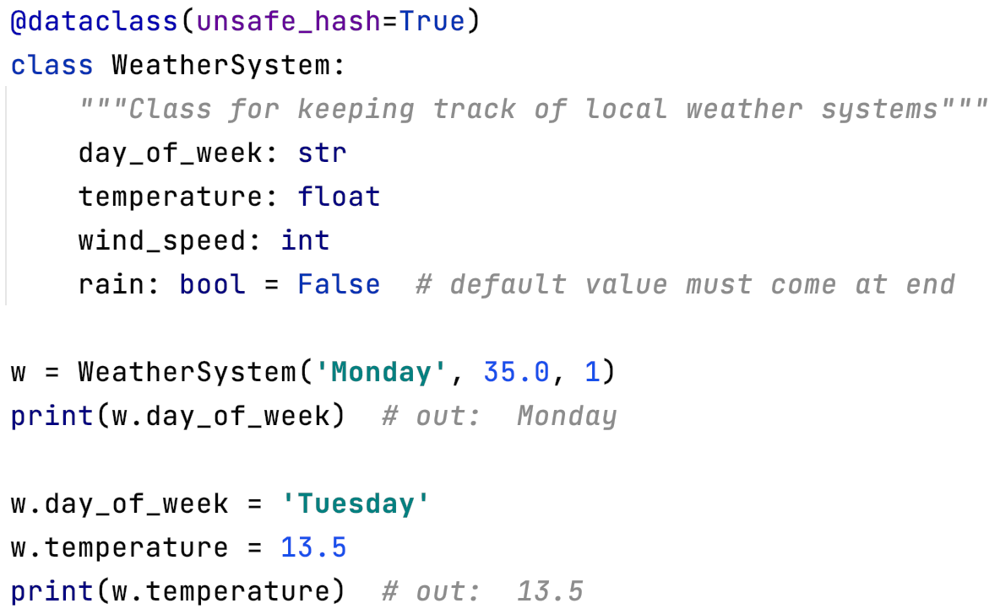 @dataclass(unsafe_hash=True)
class WeatherSystem:
    """Class for keeping track of local weather systems"""
    day_of_week: str
    temperature: float
    wind_speed: int
    rain: bool = False  # default value must come at end

w = WeatherSystem('Monday', 35.0, 1)
print(w.day_of_week)  # out:  Monday

w.day_of_week = 'Tuesday'
w.temperature = 13.5
print(w.temperature)  # out:  13.5